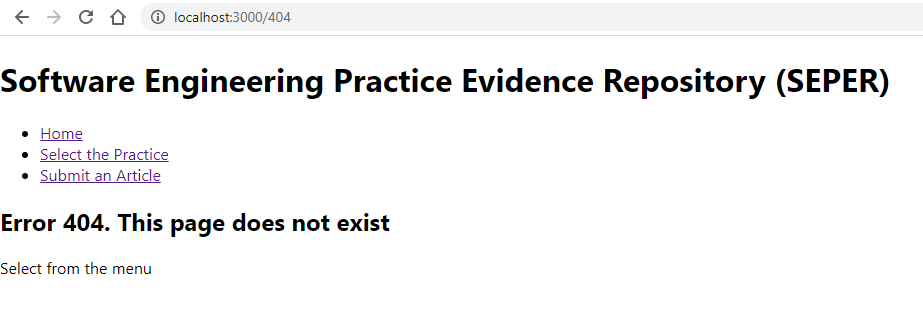 localhost:3000/404
Software Engineering Practice Evidence Repository (SEPER)
Home
Select the Practice
Submit an Article
Error 404. This page does not exist
Select from the menu